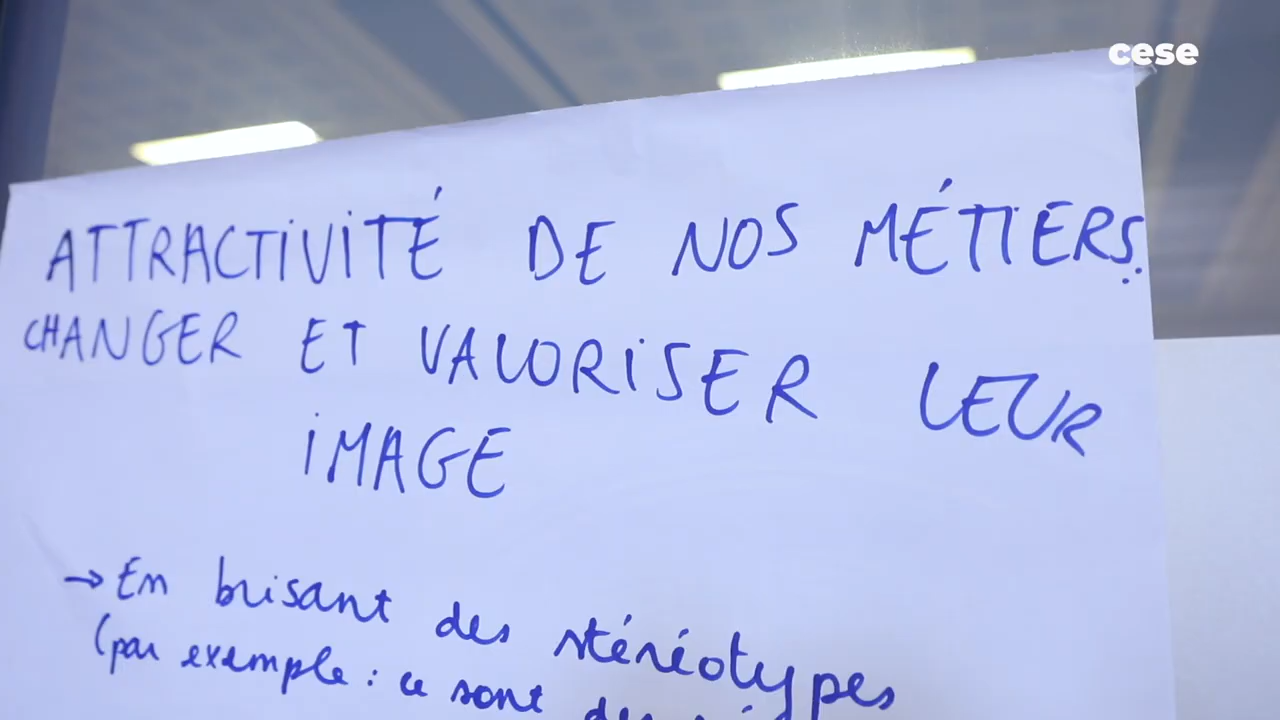 cese
ATTRACTIVITÉ DE NOS MÉTIERS.
CHANGER ET VALORISER LEUR
IMAGE
→ En brisant des stéréotypes
(par exemple : ce sont